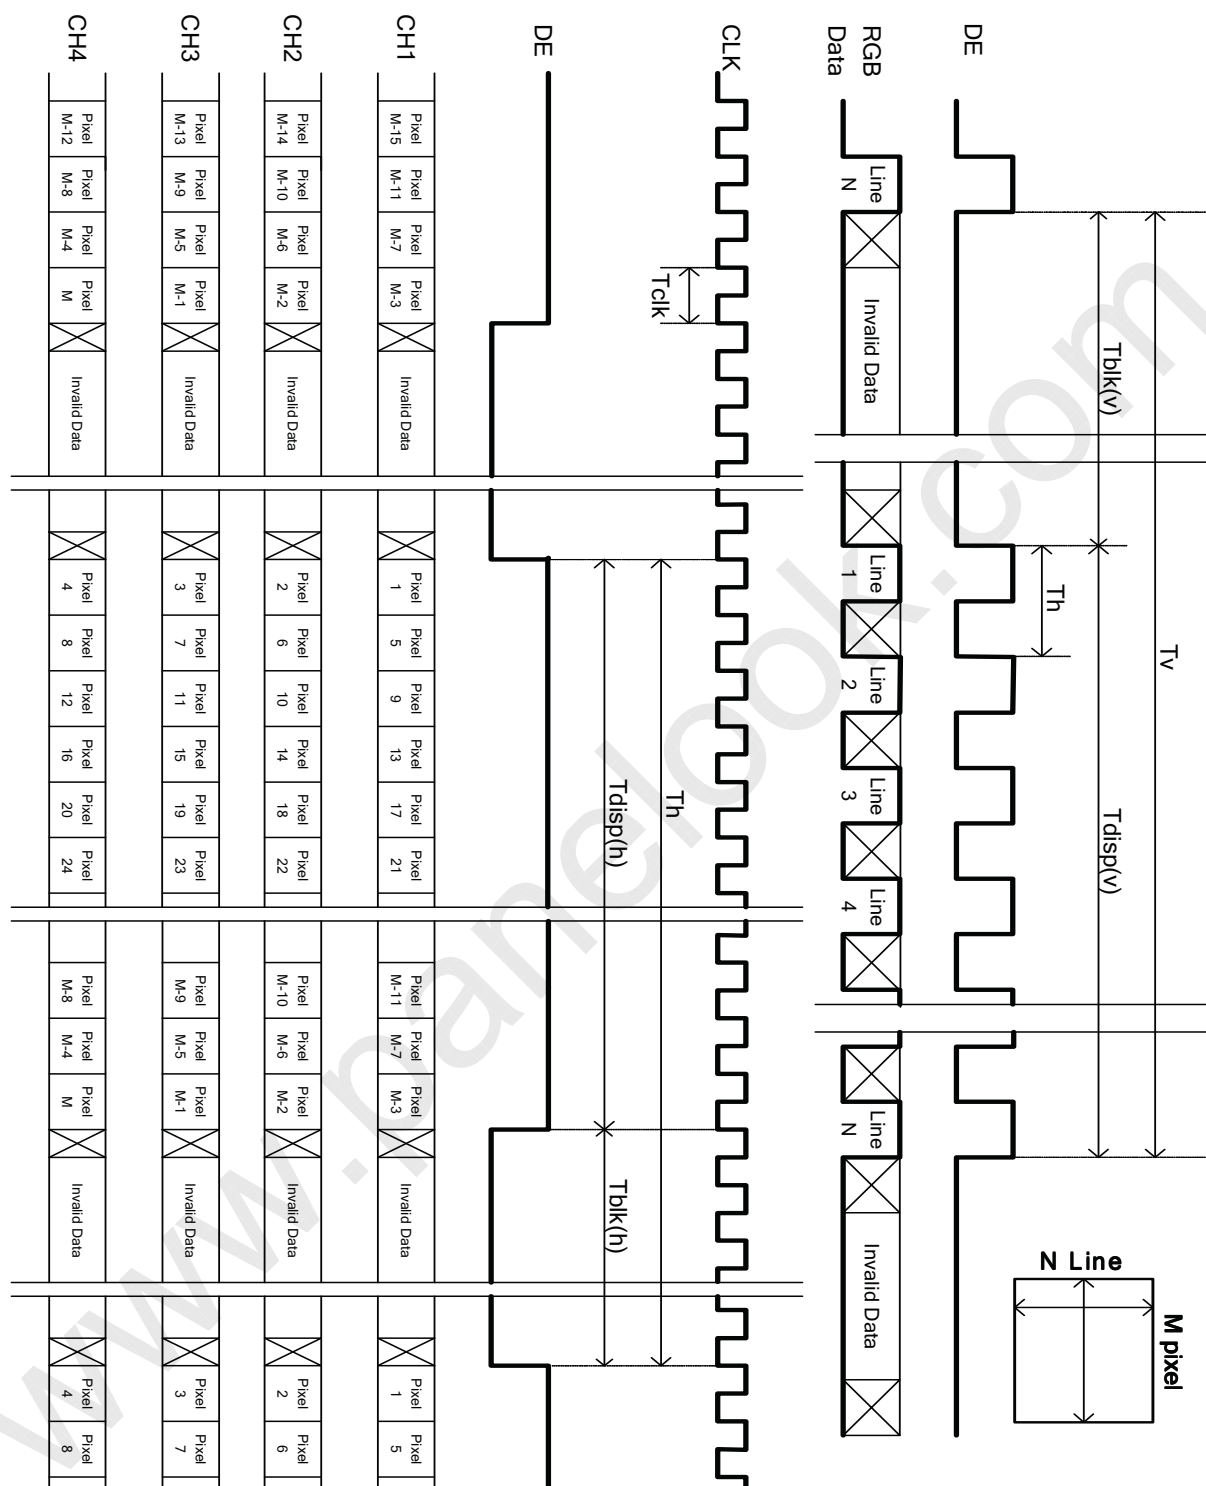 DE
Tv
Tblk(v)
Tdisp(v)
Th
RGB
Data
Line
N
Invalid Data
Line
1
Line
2
Line
3
Line
4
Line
N
Invalid Data
N Line
M pixel
CLK
Tclk
Th
Tdisp(h)
Tblk(h)
DE
CH1
Pixel
M-15
Pixel
M-11
Pixel
M-7
Pixel
M-3
Invalid Data
Pixel
1
Pixel
5
Pixel
9
Pixel
13
Pixel
17
Pixel
21
Pixel
M-11
Pixel
M-7
Pixel
M-3
Invalid Data
Pixel
1
Pixel
5
CH2
Pixel
M-14
Pixel
M-10
Pixel
M-6
Pixel
M-2
Invalid Data
Pixel
2
Pixel
6
Pixel
10
Pixel
14
Pixel
18
Pixel
22
Pixel
M-10
Pixel
M-6
Pixel
M-2
Invalid Data
Pixel
2
Pixel
6
CH3
Pixel
M-13
Pixel
M-9
Pixel
M-5
Pixel
M-1
Invalid Data
Pixel
3
Pixel
7
Pixel
11
Pixel
15
Pixel
19
Pixel
23
Pixel
M-9
Pixel
M-5
Pixel
M-1
Invalid Data
Pixel
3
Pixel
7
CH4
Pixel
M-12
Pixel
M-8
Pixel
M-4
Pixel
M
Invalid Data
Pixel
4
Pixel
8
Pixel
12
Pixel
16
Pixel
20
Pixel
24
Pixel
M-8
Pixel
M-4
Pixel
M
Invalid Data
Pixel
4
Pixel
8
www.panelook.com